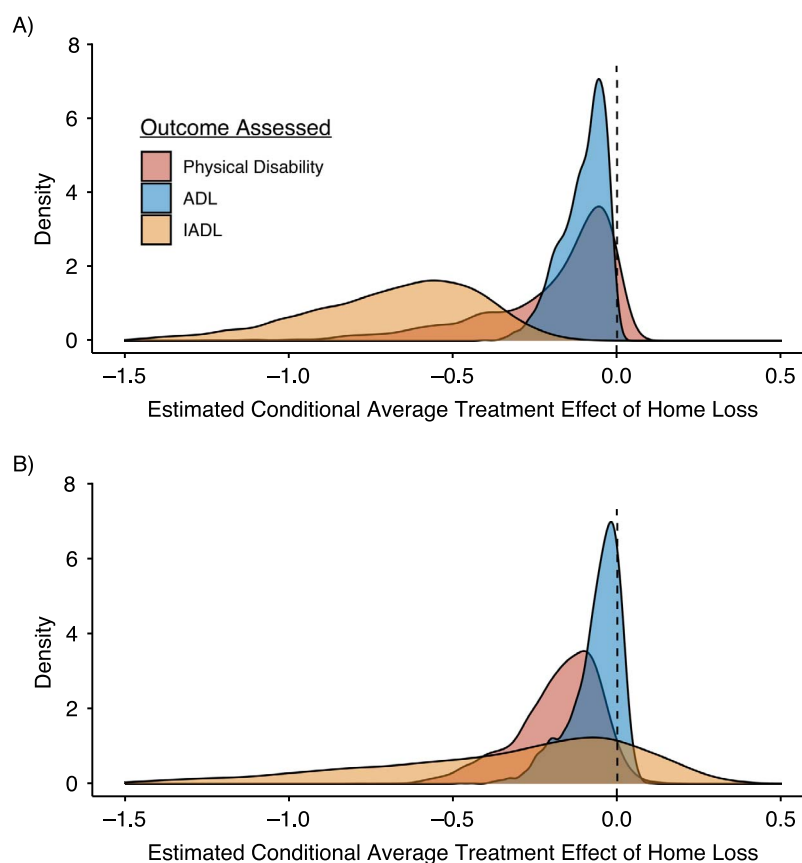 A)
8
6
4
2
0
Density
Outcome Assessed
Physical Disability
ADL
IADL
–1.5
–1.0
–0.5
0.0
0.5
Estimated Conditional Average Treatment Effect of Home Loss
B)
8
6
4
2
0
Density
–1.5
–1.0
–0.5
0.0
0.5
Estimated Conditional Average Treatment Effect of Home Loss